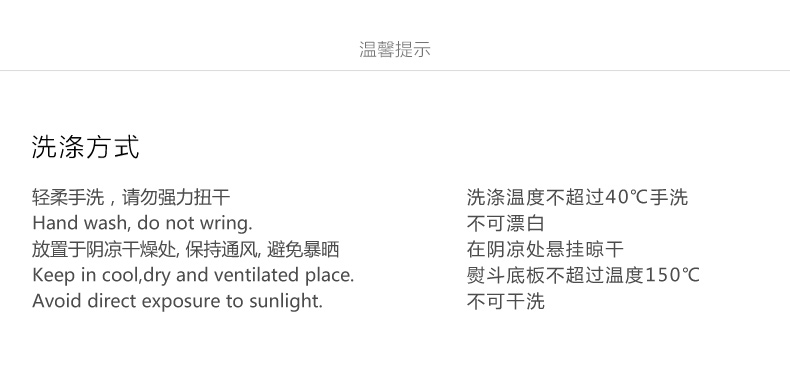 温馨提示
洗涤方式
轻柔手洗，请勿强力扭干
Hand wash, do not wring.
放置于阴凉干燥处, 保持通风, 避免暴晒
Keep in cool,dry and ventilated place.
Avoid direct exposure to sunlight.
洗涤温度不超过40℃手洗
不可漂白
在阴凉处悬挂晾干
熨斗底板不超过温度150℃
不可干洗